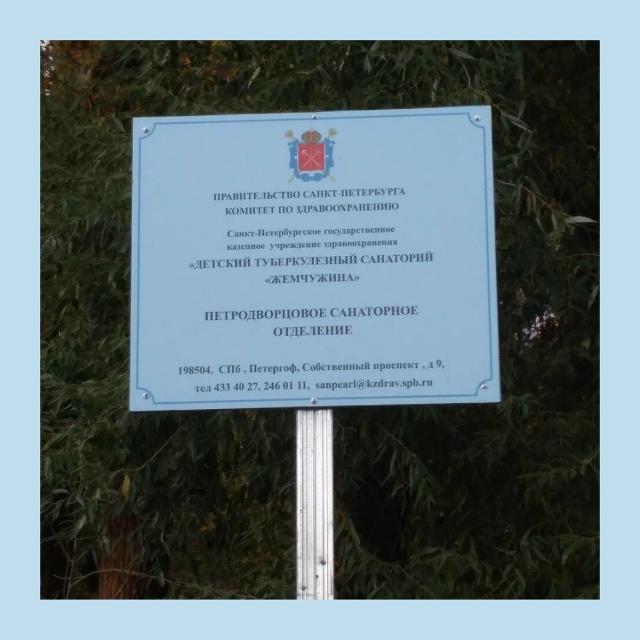 ПРАВИТЕЛЬСТВО САНКТ-ПЕТЕРБУРГА
КОМИТЕТ ПО ЗДРАВООХРАНЕНИЮ
Санкт-Петербургское государственное
казенное учреждение здравоохранения
«ДЕТСКИЙ ТУБЕРКУЛЕЗНЫЙ САНАТОРИЙ
«ЖЕМЧУЖИНА»
ПЕТРОДВОРЦОВОЕ САНАТОРНОЕ
ОТДЕЛЕНИЕ
198504, СПб , Петергоф, Собственный проспект , д 9,
тел 433 40 27, 246 01 11, sanpearl@kzdrav.spb.ru